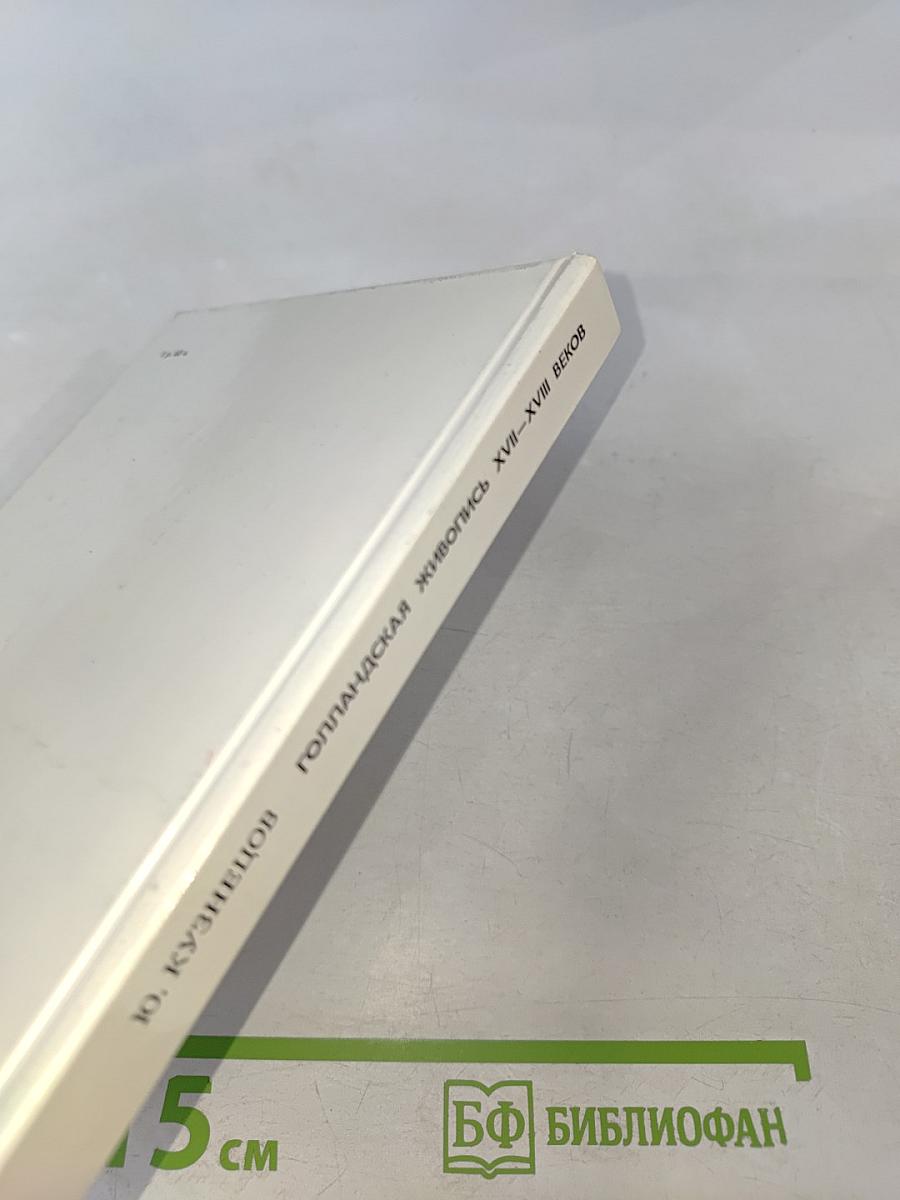 Ю. КУЗНЕЦОВ ГОЛЛАНДСКАЯ ЖИВОПИСЬ XVII—XVIII ВЕКОВ
15 см
БФ БИБЛИОФАН